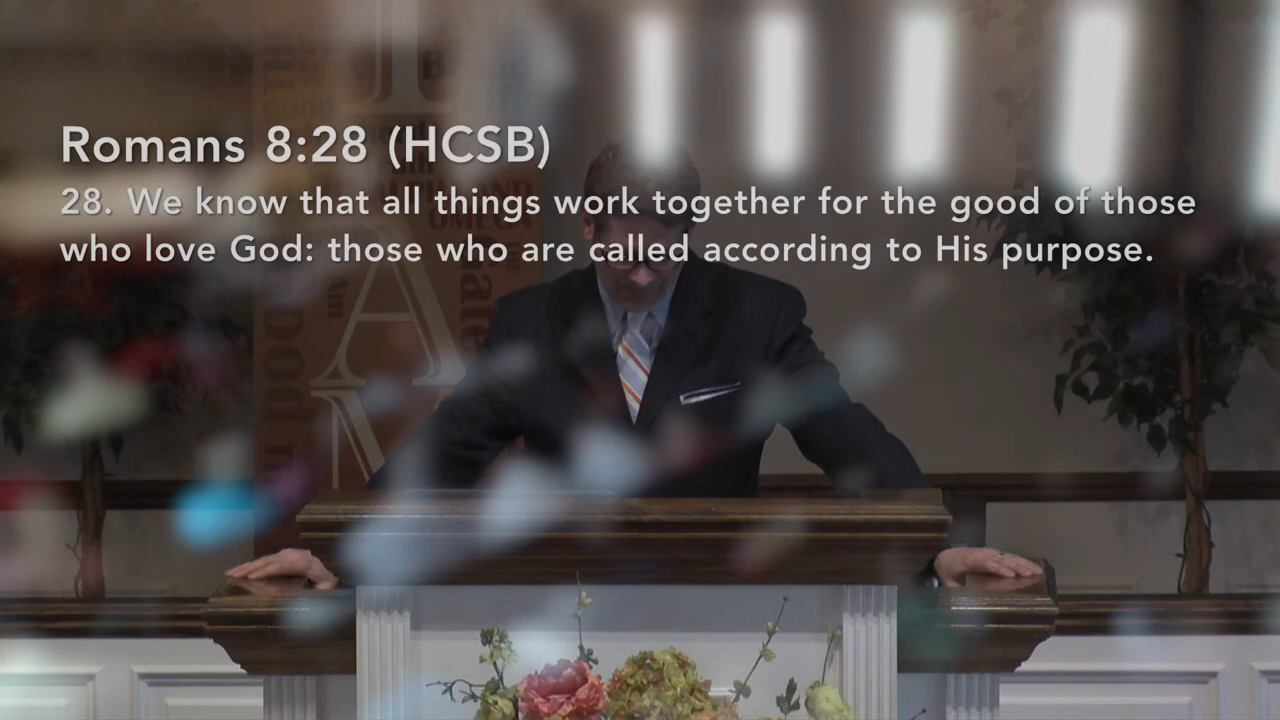 Romans 8:28 (HCSB)
28. We know that all things work together for the good of those
who love God: those who are called according to His purpose.
I
A
M